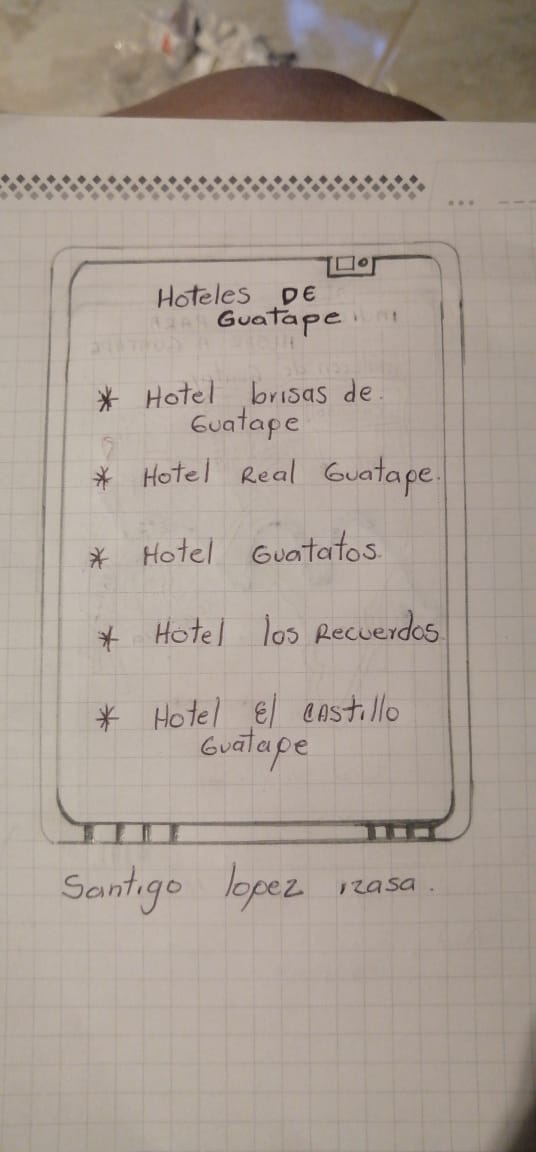 Hoteles DE
Guatape
* Hotel brisas de
Guatape
* Hotel Real Guatape.
* Hotel Guatatos.
* Hotel los Recuerdos
* Hotel El CAstillo
Guatape
Santigo lopez izasa.